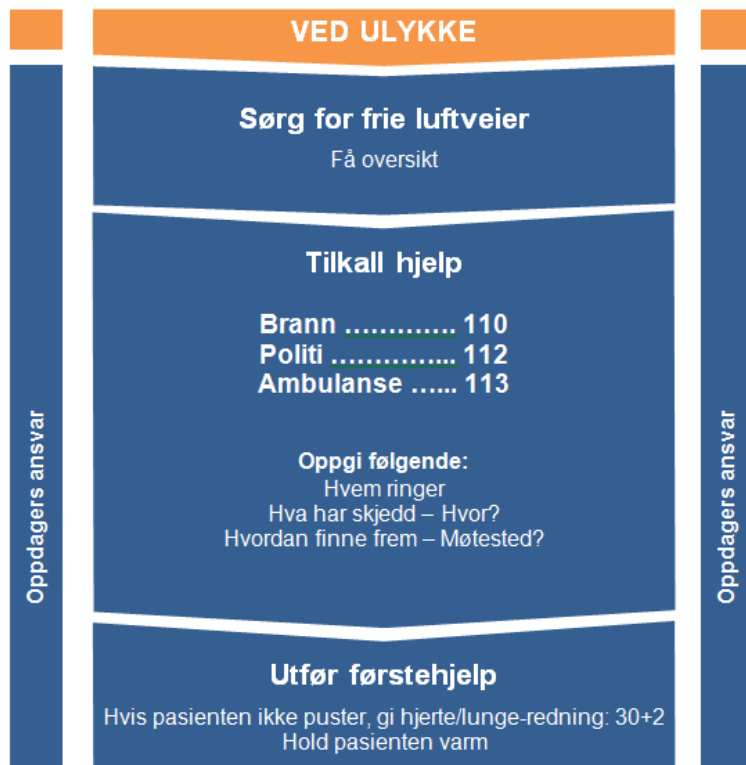 VED ULYKKE
Sørg for frie luftveier
Få oversikt
Tilkall hjelp
Brann ………….. 110
Politi …………... 112
Ambulanse …... 113
Oppgi følgende:
Hvem ringer
Hva har skjedd – Hvor?
Hvordan finne frem – Møtested?
Utfør førstehjelp
Hvis pasienten ikke puster, gi hjerte/lunge-redning: 30+2
Hold pasienten varm
Oppdagers ansvar
Oppdagers ansvar